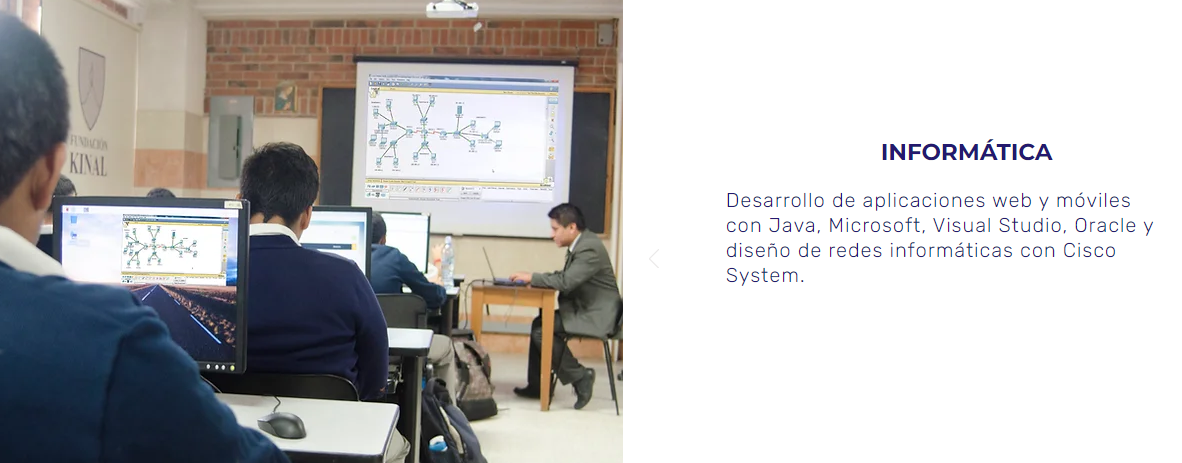 FUNDACIÓN
KINAL
INFORMÁTICA
Desarrollo de aplicaciones web y móviles
con Java, Microsoft, Visual Studio, Oracle y
diseño de redes informáticas con Cisco
System.